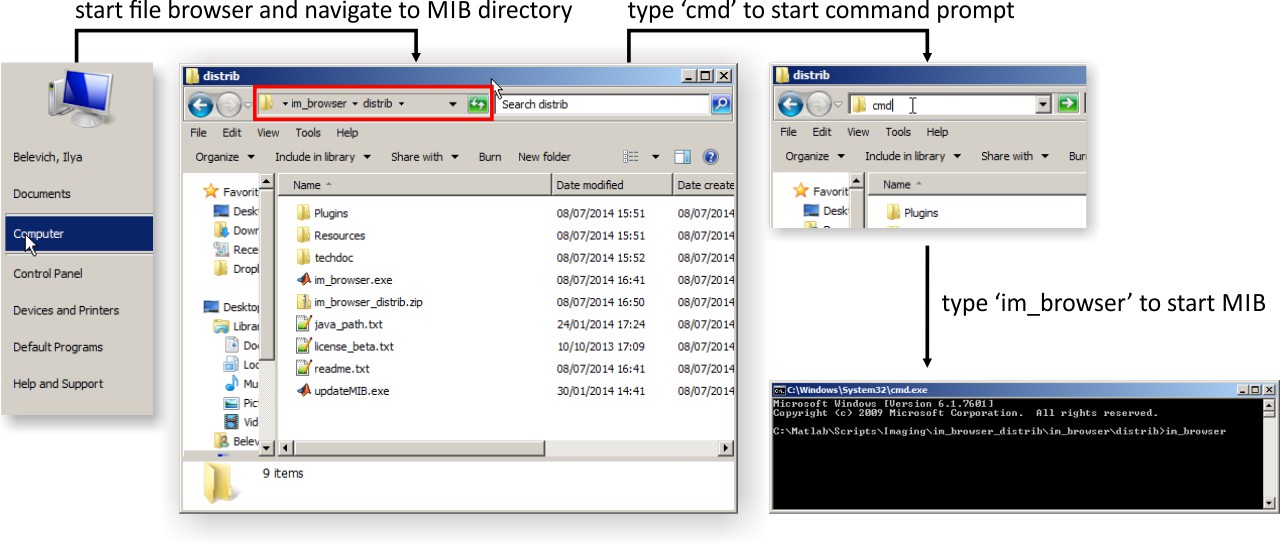 start file browser and navigate to MIB directory
type 'cmd' to start command prompt
Belevich, Ilya
Documents
Computer
Control Panel
Devices and Printers
Default Programs
Help and Support
distrib
im_browser distrib
Search distrib
File Edit View Tools Help
Organize Include in library Share with Burn New folder
Name Date modified Date create
Favorit
Desk
Down
Rece
Drop
Desktop
Librar
Do
Loc
Mu
Pic
Vid
Belev
Plugins 08/07/2014 15:51 08/07/2014
Resources 08/07/2014 15:51 08/07/2014
techdoc 08/07/2014 15:52 08/07/2014
im_browser.exe 08/07/2014 16:41 08/07/2014
im_browser_distrib.zip 08/07/2014 16:50 08/07/2014
java_path.txt 24/01/2014 17:24 08/07/2014
license_beta.txt 10/10/2013 17:09 08/07/2014
readme.txt 08/07/2014 16:41 08/07/2014
updateMIB.exe 30/01/2014 14:41 08/07/2014
9 items
distrib
cmd
File Edit View Tools Help
Organize Include in library Share with Bur
Favorit
Desk
Name
Plugins
type 'im_browser' to start MIB
C:\Windows\System32\cmd.exe
Microsoft Windows [Version 6.1.7601]
Copyright (c) 2009 Microsoft Corporation. All rights reserved.
C:\Matlab\Scripts\Imaging\im_browser_distrib\im_browser\distrib>im_browser